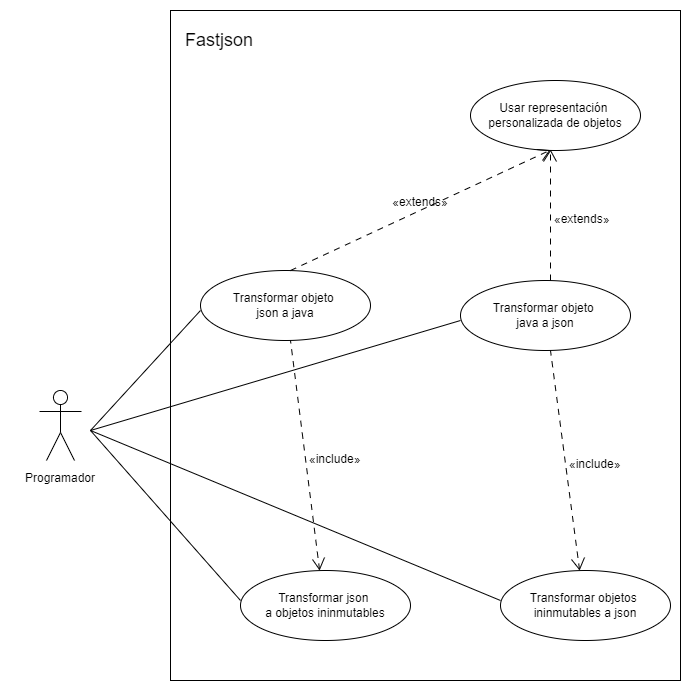 Fastjson
Usar representación
personalizada de objetos
«extends»
«extends»
Transformar objeto
json a java
Transformar objeto
java a json
Programador
«include»
«include»
Transformar json
a objetos ininmutables
Transformar objetos
ininmutables a json